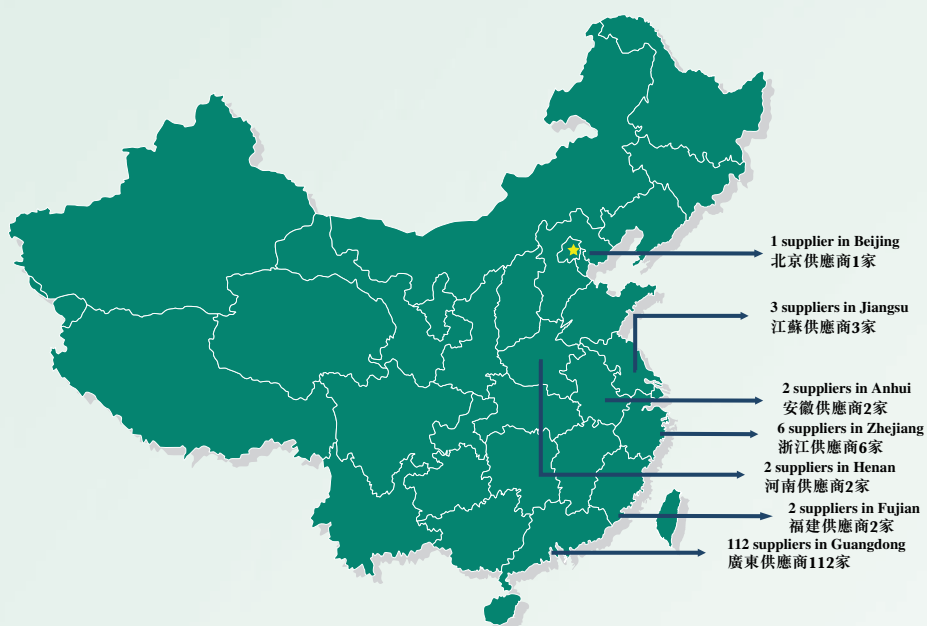 1 supplier in Beijing
北京供應商1家
3 suppliers in Jiangsu
江蘇供應商3家
2 suppliers in Anhui
安徽供應商2家
6 suppliers in Zhejiang
浙江供應商6家
2 suppliers in Henan
河南供應商2家
2 suppliers in Fujian
福建供應商2家
112 suppliers in Guangdong
廣東供應商112家